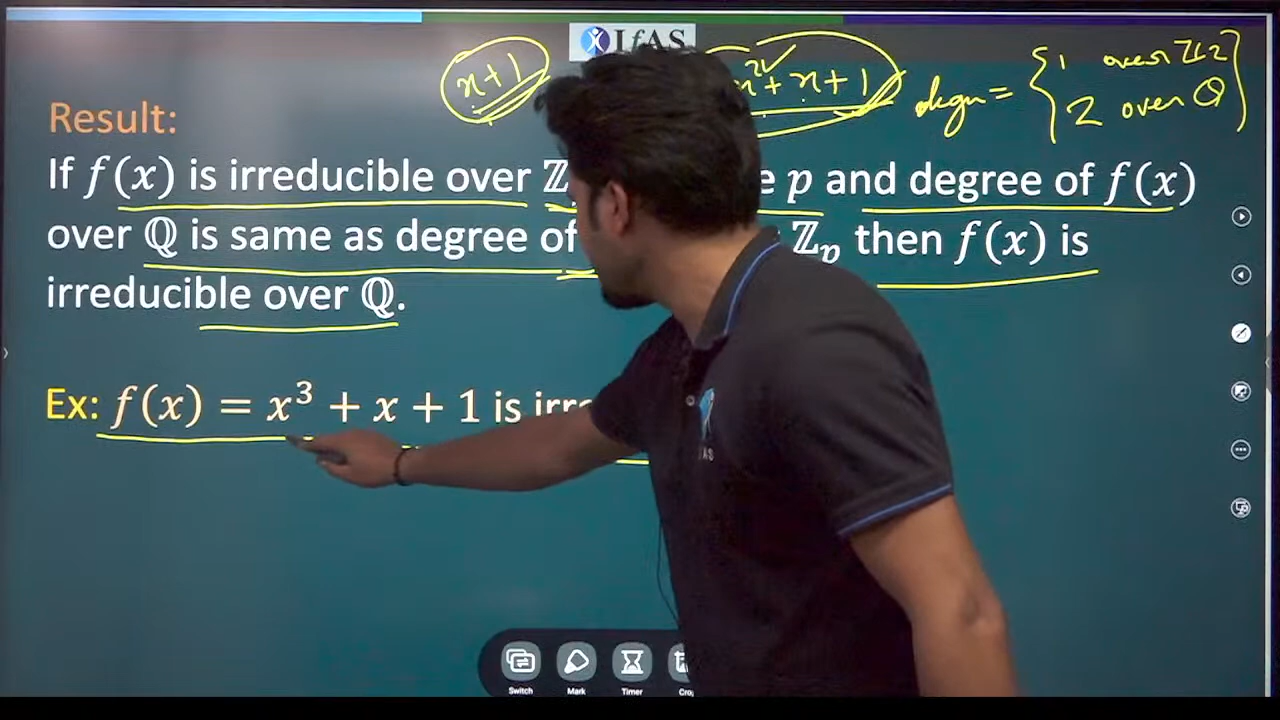 IfAS
x+1
x²+x+1
degn = { 1 over ℤ2
2 over ℚ }
Result:
If f(x) is irreducible over ℤ p and degree of f(x)
over ℚ is same as degree of ℤₚ then f(x) is
irreducible over ℚ.
Ex: f(x) = x³ + x + 1 is
Switch Mark Timer